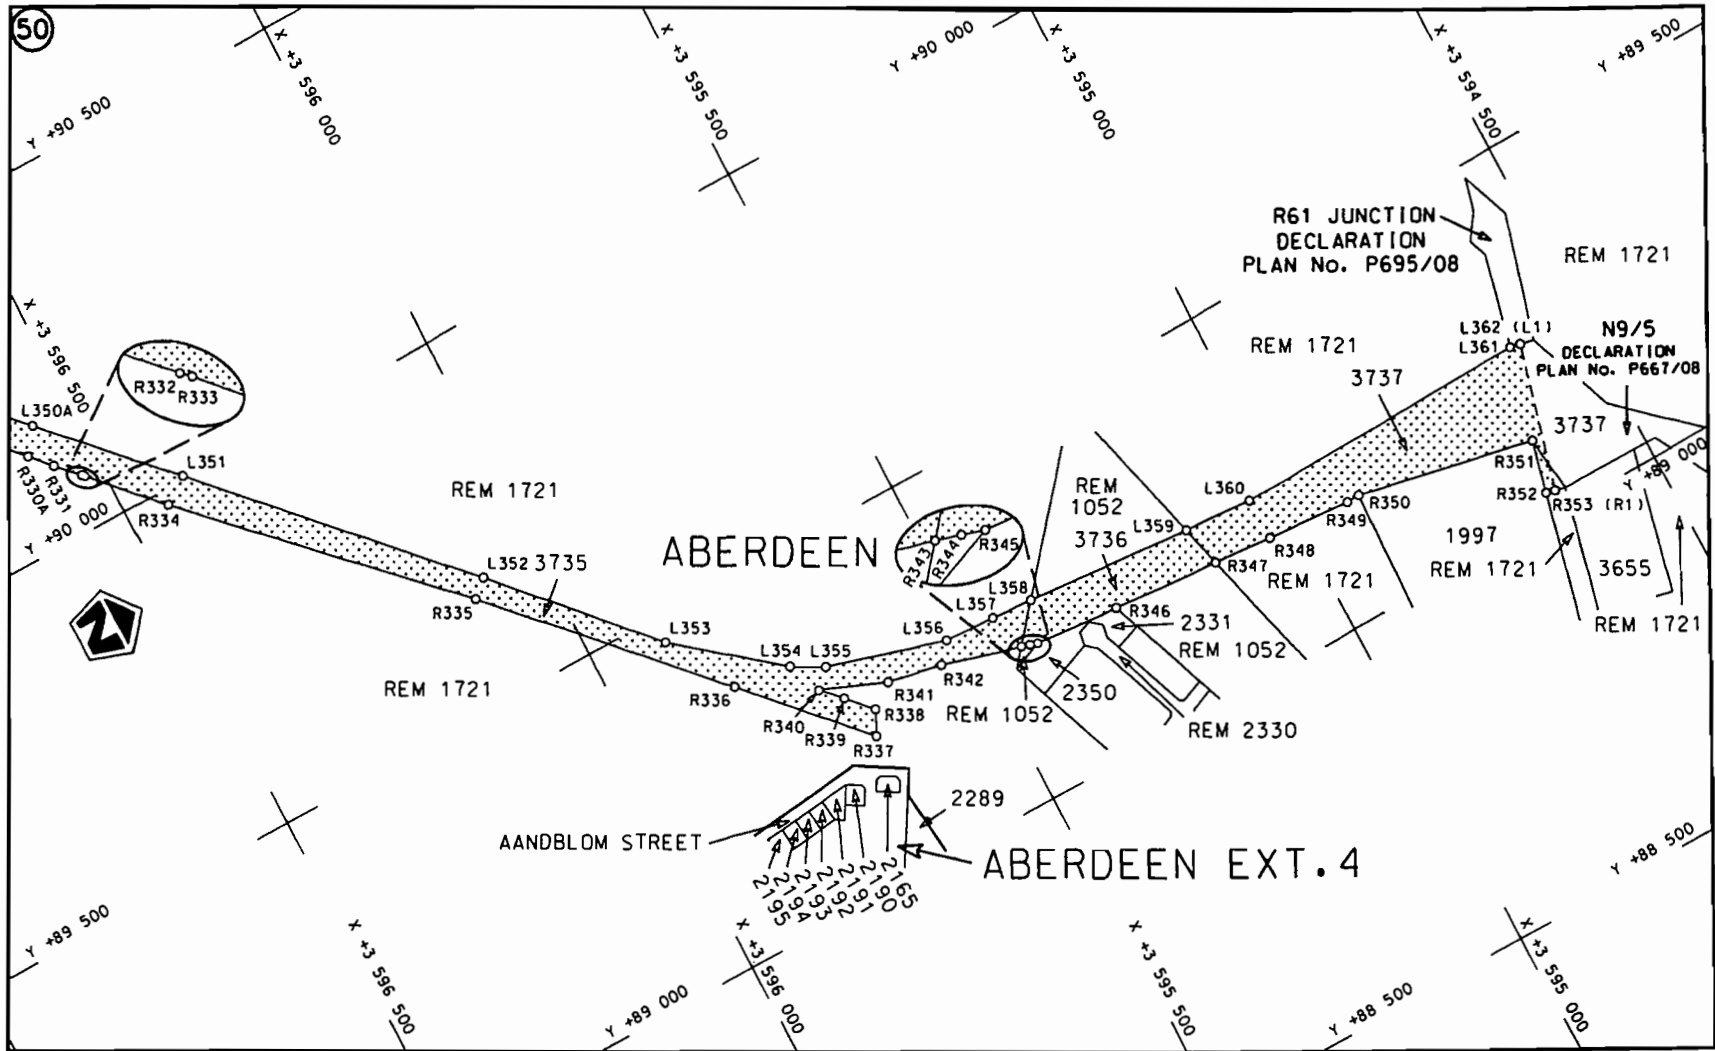 50
X +3 596 000
X +3 595 500
Y +90 000
X +3 595 000
X +3 594 500
Y +89 500
Y +90 500
R61 JUNCTION
DECLARATION
PLAN No. P695/08
REM 1721
X +3 596 500
R332
R333
REM 1721
L362 (L1)
L361
N9/5
DECLARATION
PLAN No. P667/08
3737
3737
L350A
L351
R330A
R331
R334
Y +90 000
REM 1721
REM
1052
L360
R351
Y +89 000
R352
R353 (R1)
R350
R349
L359
3736
ABERDEEN
R343
R344
R345
R348
R347
REM 1721
1997
REM 1721
3655
REM 1721
L352
3735
R335
L358
L357
L356
R346
2331
REM 1052
L353
L354
L355
R342
R341
2350
REM 1052
REM 2330
REM 1721
R336
R340
R339
R338
R337
AANDBLOM STREET
2289
ABERDEEN EXT.4
2195
2194
2193
2192
2191
2190
2165
Y +88 500
Y +89 500
X +3 596 500
Y +89 000
X +3 596 000
X +3 595 500
Y +88 500
X +3 595 000